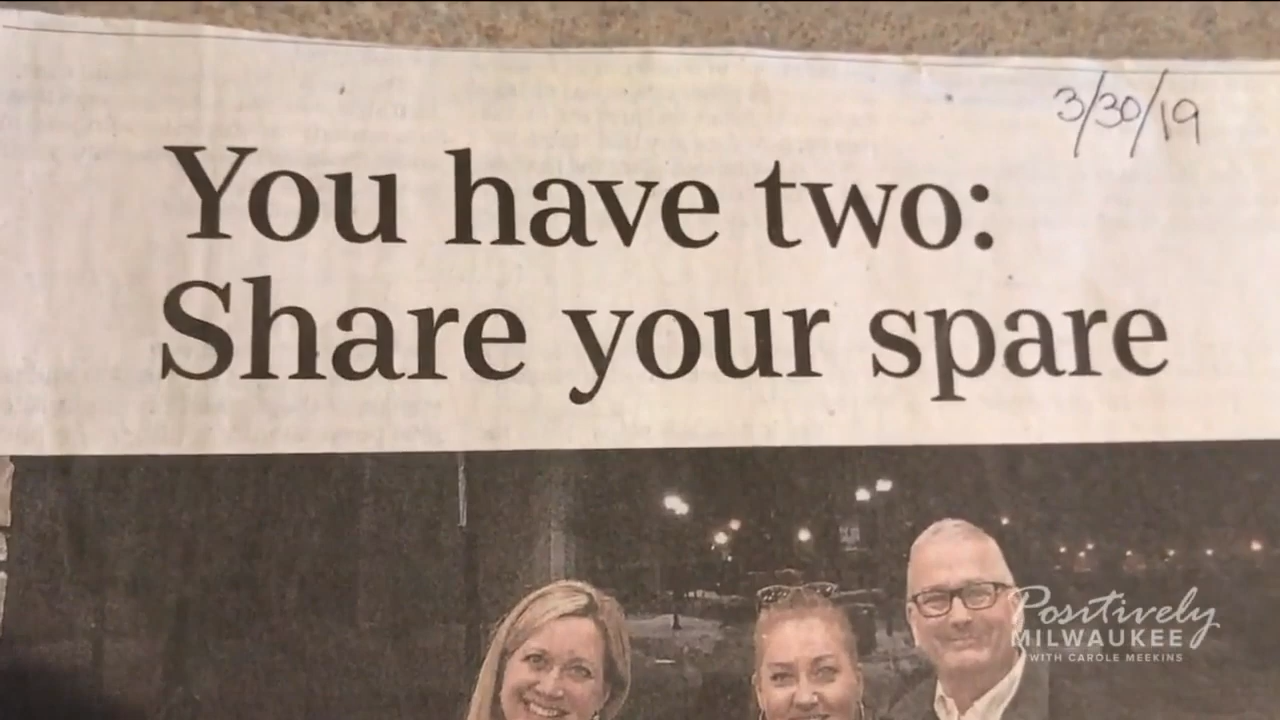 3/30/19
You have two:
Share your spare
Positively
MILWAUKEE
WITH CAROLE MEEKINS